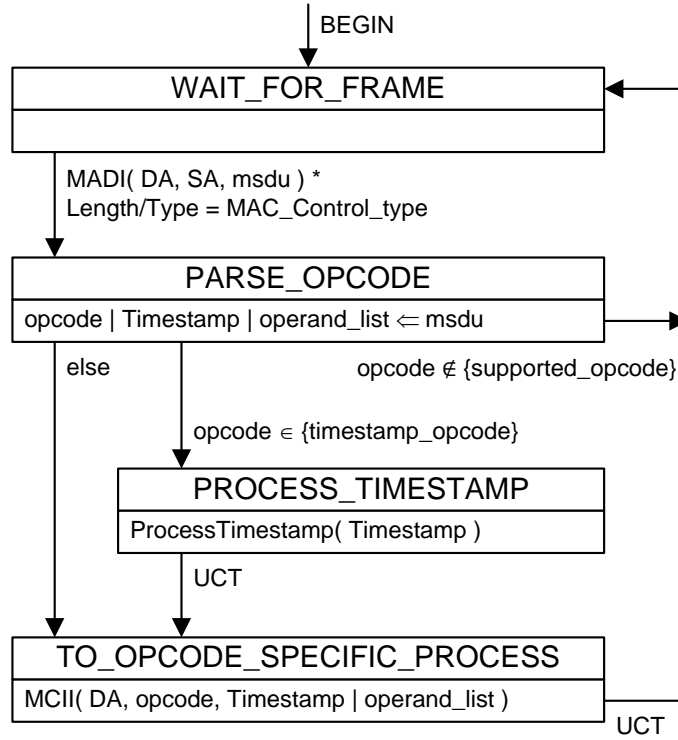 BEGIN
WAIT_FOR_FRAME
MADI( DA, SA, msdu ) *
Length/Type = MAC_Control_type
PARSE_OPCODE
opcode | Timestamp | operand_list ⇐ msdu
else
opcode ∉ {supported_opcode}
opcode ∈ {timestamp_opcode}
PROCESS_TIMESTAMP
ProcessTimestamp( Timestamp )
UCT
TO_OPCODE_SPECIFIC_PROCESS
MCII( DA, opcode, Timestamp | operand_list )
UCT